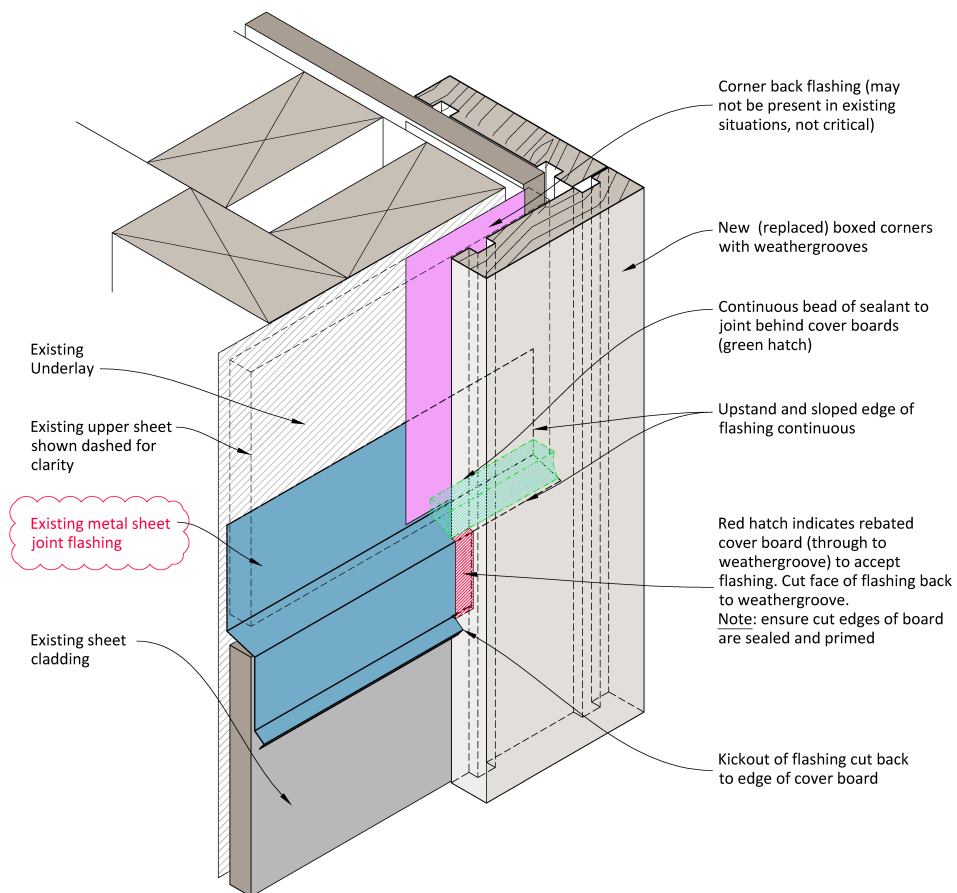 Corner back flashing (may
not be present in existing
situations, not critical)
New  (replaced) boxed corners
with weathergrooves
Continuous bead of sealant to
joint behind cover boards
(green hatch)
Existing
Underlay
Upstand and sloped edge of
flashing continuous
Existing upper sheet
shown dashed for
clarity
Existing metal sheet
joint flashing
Red hatch indicates rebated
cover board (through to
weathergroove) to accept
flashing. Cut face of flashing back
to weathergroove.
Note: ensure cut edges of board
are sealed and primed
Existing sheet
cladding
Kickout of flashing cut back
to edge of cover board